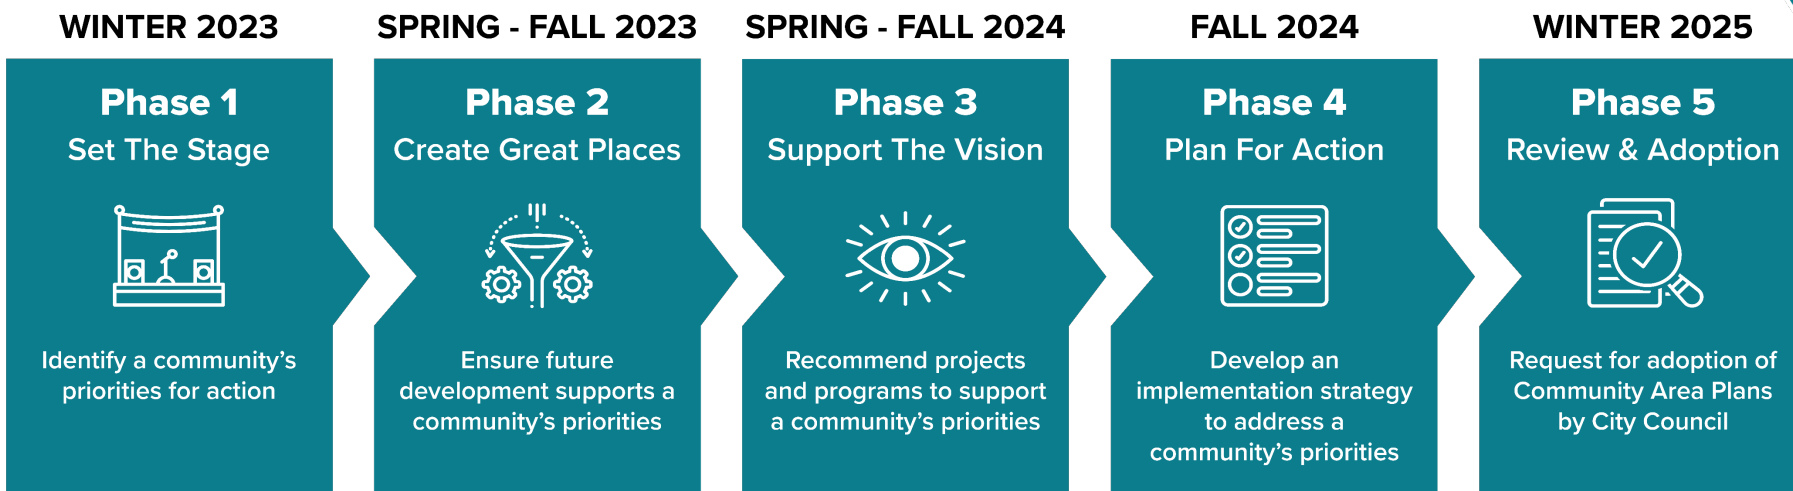 WINTER 2023
Phase 1
Set The Stage
Identify a community's
priorities for action
SPRING - FALL 2023
Phase 2
Create Great Places
Ensure future
development supports a
community's priorities
SPRING - FALL 2024
Phase 3
Support The Vision
Recommend projects
and programs to support
a community's priorities
FALL 2024
Phase 4
Plan For Action
Develop an
implementation strategy
to address a
community's priorities
WINTER 2025
Phase 5
Review & Adoption
Request for adoption of
Community Area Plans
by City Council